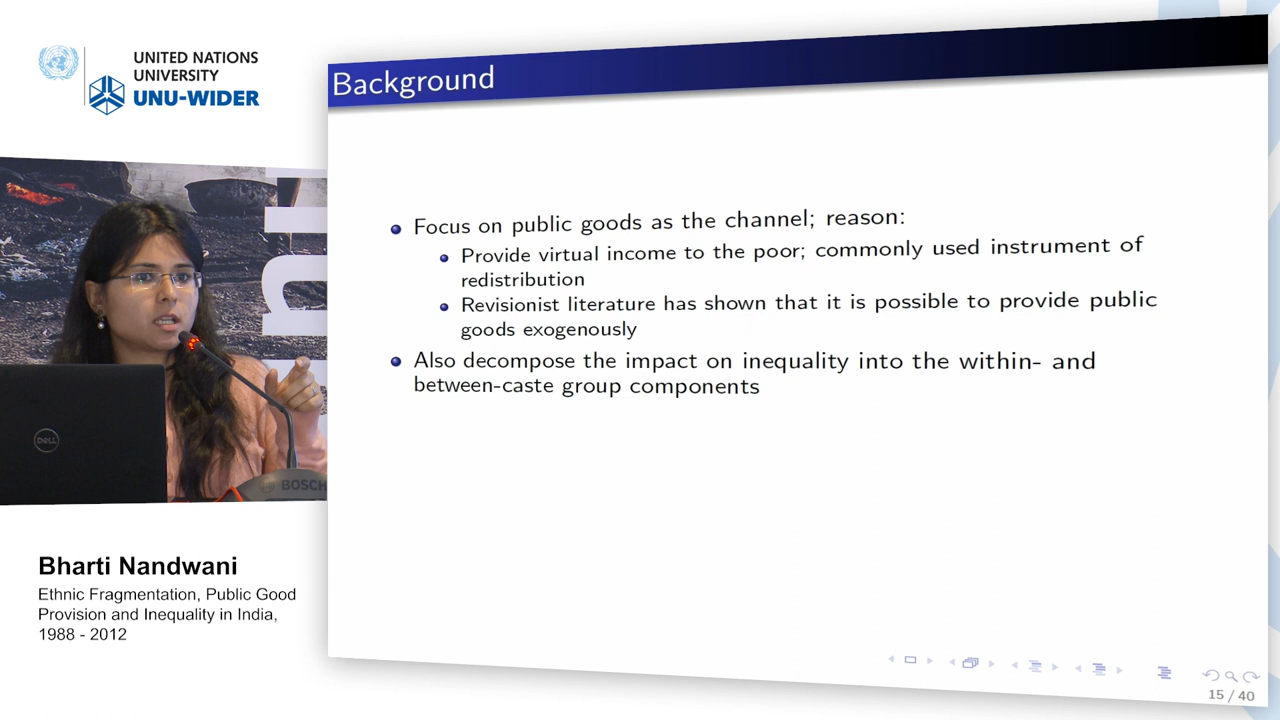 UNITED NATIONS
UNIVERSITY
UNU-WIDER
Background
Focus on public goods as the channel; reason:
Provide virtual income to the poor; commonly used instrument of
redistribution
Revisionist literature has shown that it is possible to provide public
goods exogenously
Also decompose the impact on inequality into the within- and
between-caste group components
DELL
BOSCH
Bharti Nandwani
Ethnic Fragmentation, Public Good
Provision and Inequality in India,
1988 - 2012
15 / 40